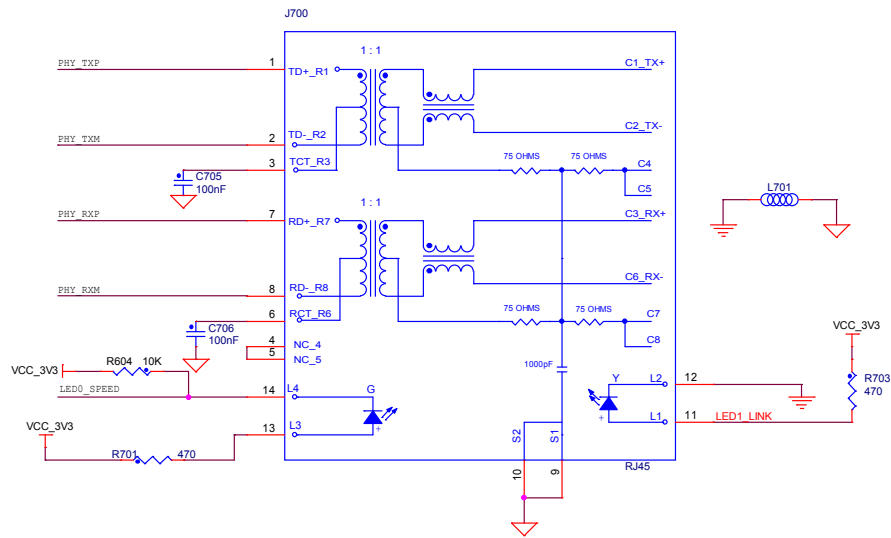 J700
1 : 1
PHY_TXP
1
TD+_R1
C1_TX+
C2_TX-
PHY_TXM
2
TD-_R2
75 OHMS
75 OHMS
3
TCT_R3
C4
C705
100nF
C5
L701
PHY_RXP
7
RD+_R7
1 : 1
C3_RX+
C6_RX-
PHY_RXM
8
RD-_R8
75 OHMS
75 OHMS
6
RCT_R6
C7
C706
100nF
C8
4
NC_4
5
NC_5
VCC_3V3
R604
10K
VCC_3V3
1000pF
LED0_SPEED
14
L4
G
Y
L2
12
R703
470
VCC_3V3
13
L3
+
+
L1
11
LED1_LINK
R701
470
S2
S1
RJ45
10
9